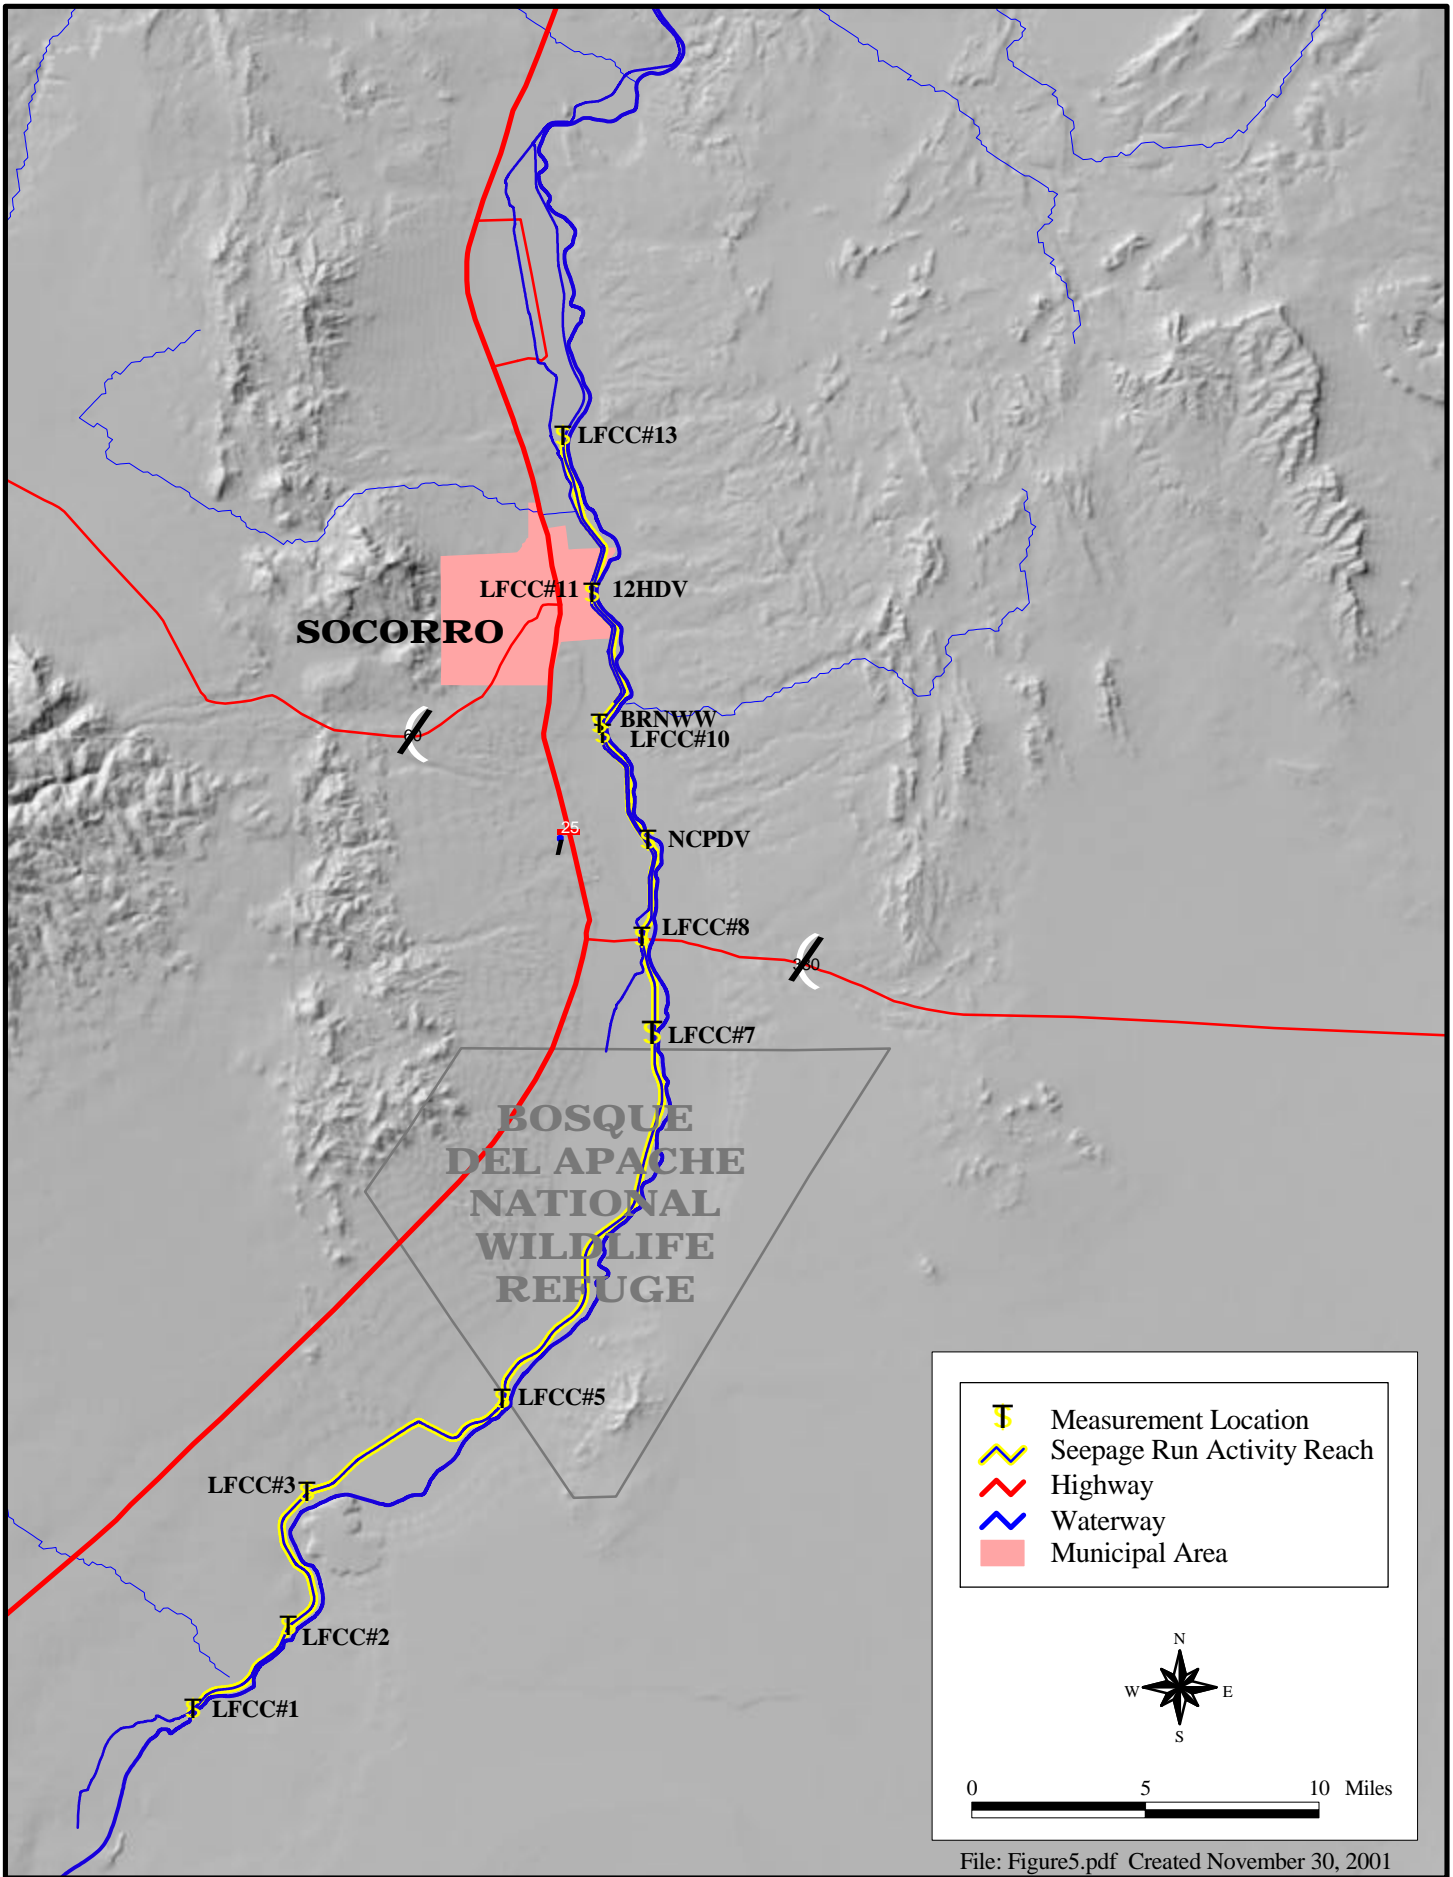 LFCC#13
LFCC#11 12HDV
SOCORRO
BRNWW
LFCC#10
60
25
NCPDV
LFCC#8
380
LFCC#7
BOSQUE
DEL APACHE
NATIONAL
WILDLIFE
REFUGE
LFCC#5
LFCC#3
LFCC#2
LFCC#1
Measurement Location
Seepage Run Activity Reach
Highway
Waterway
Municipal Area
N
W E
S
0 5 10 Miles
File: Figure5.pdf Created November 30, 2001